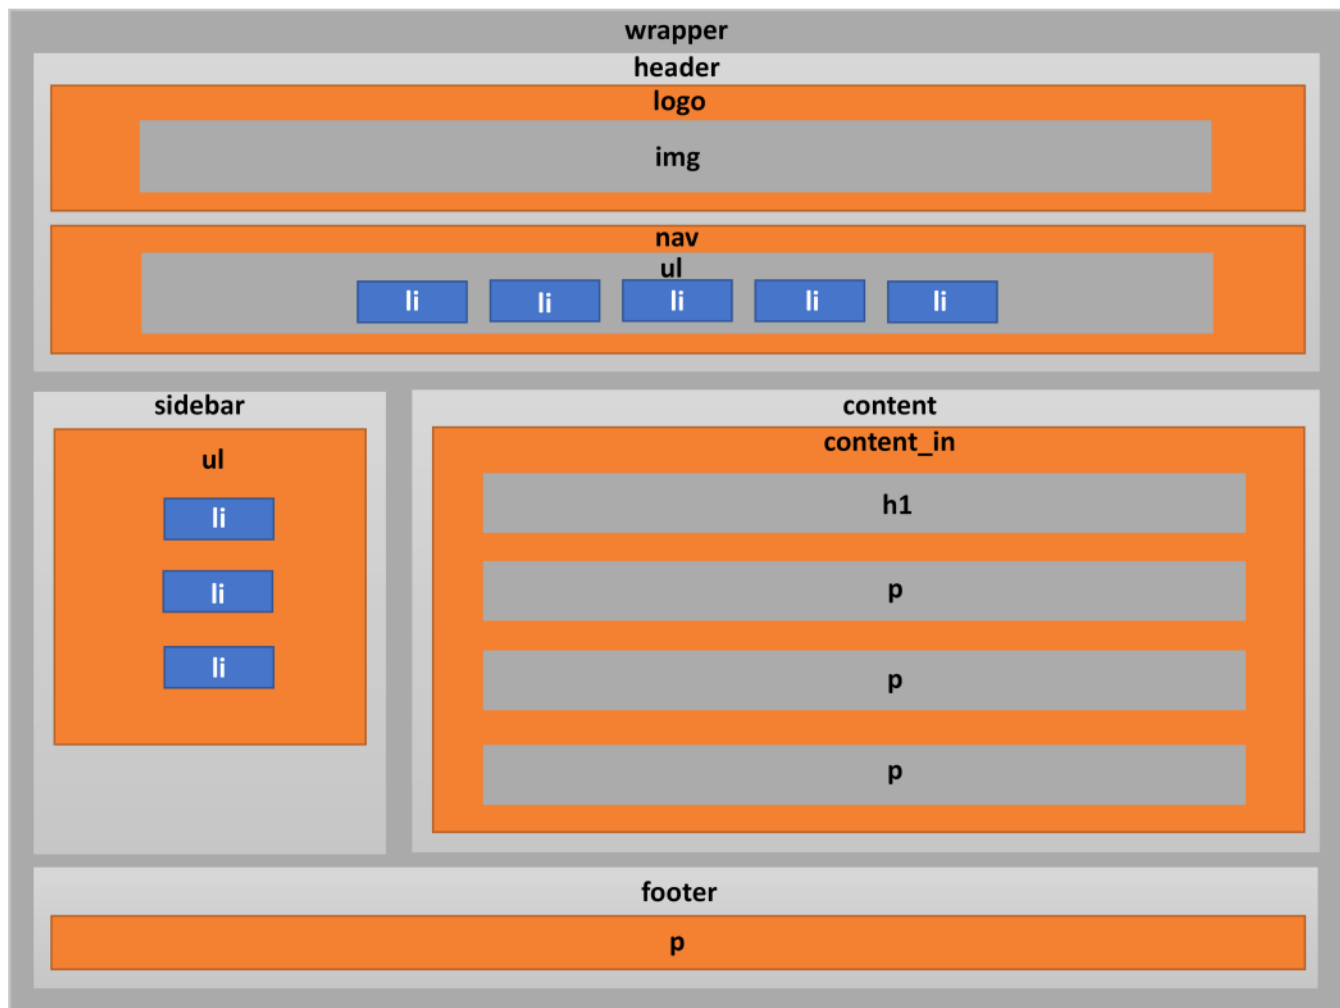 wrapper
header
logo
img
nav
ul
li li li li li
sidebar
ul
li
li
li
content
content_in
h1
p
p
p
footer
p